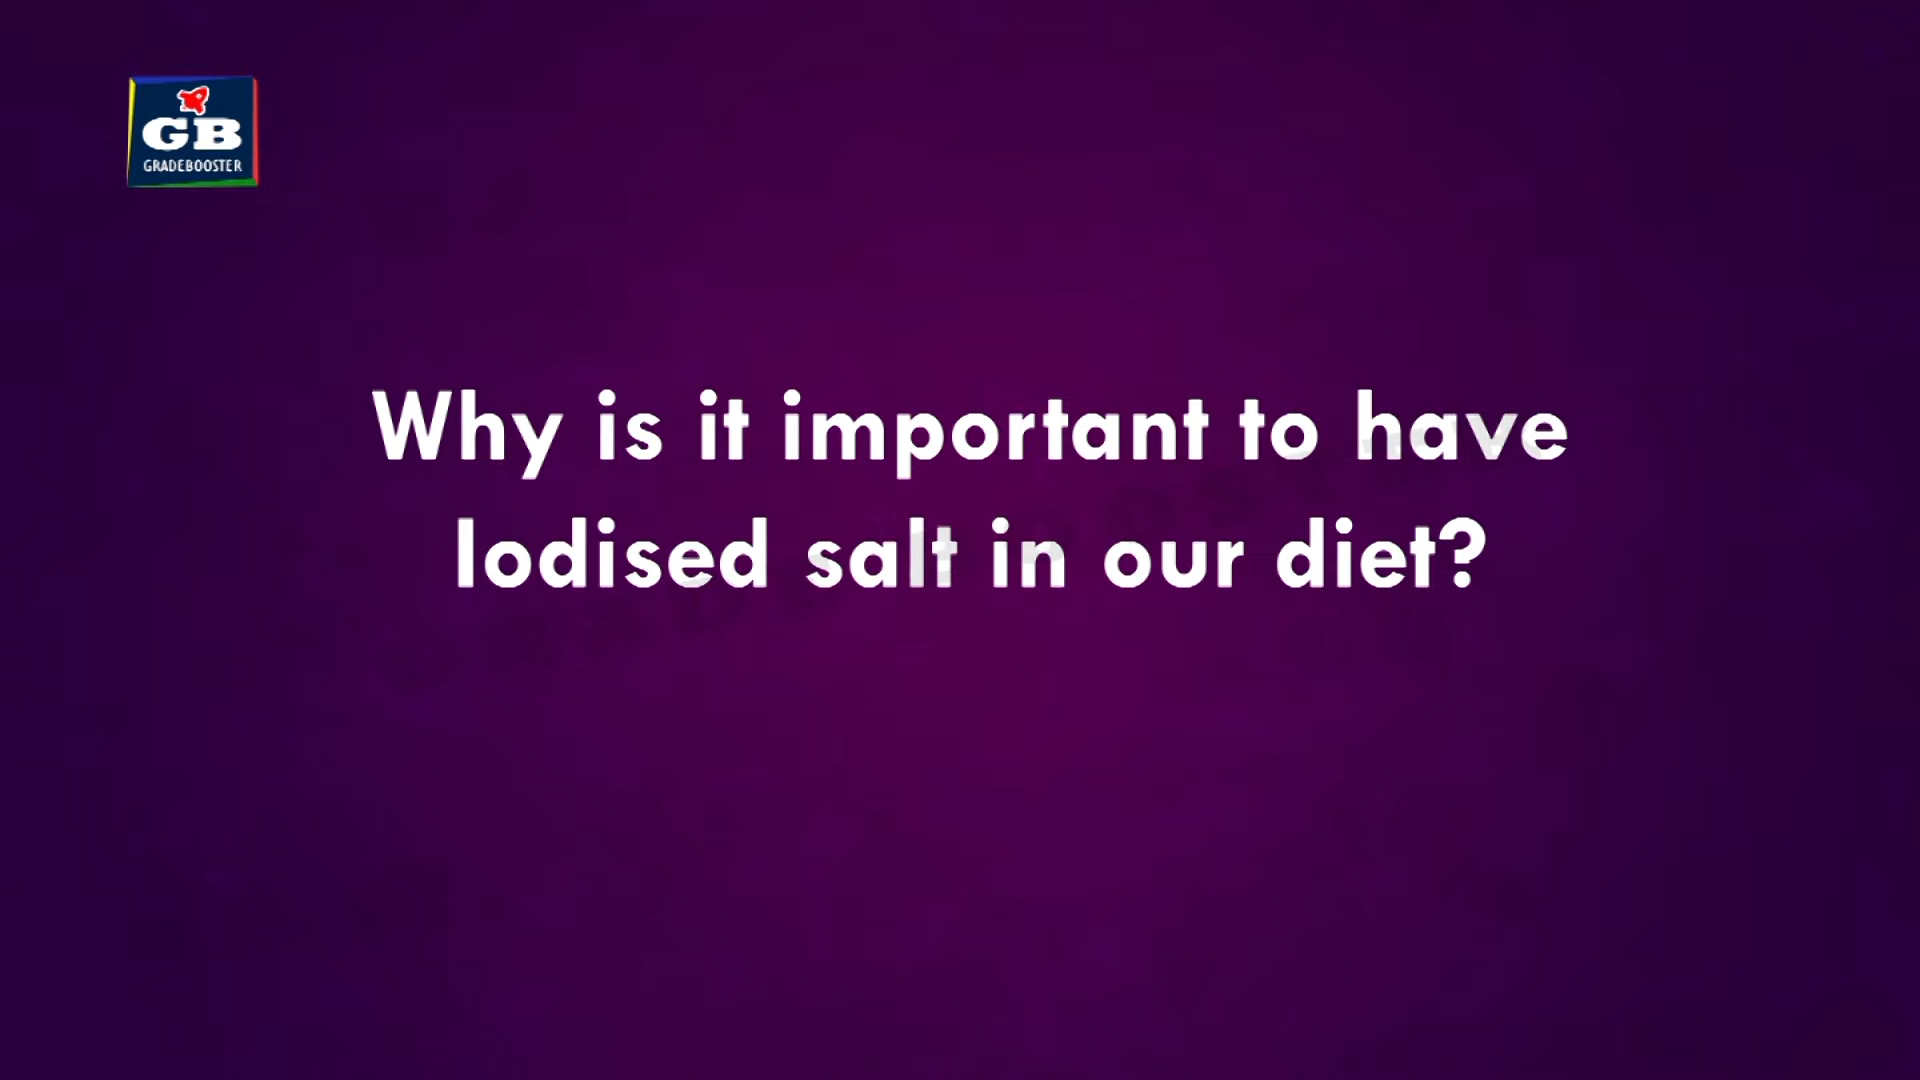 GB
GRADEBOOSTER
Why is it important to have
Iodised salt in our diet?